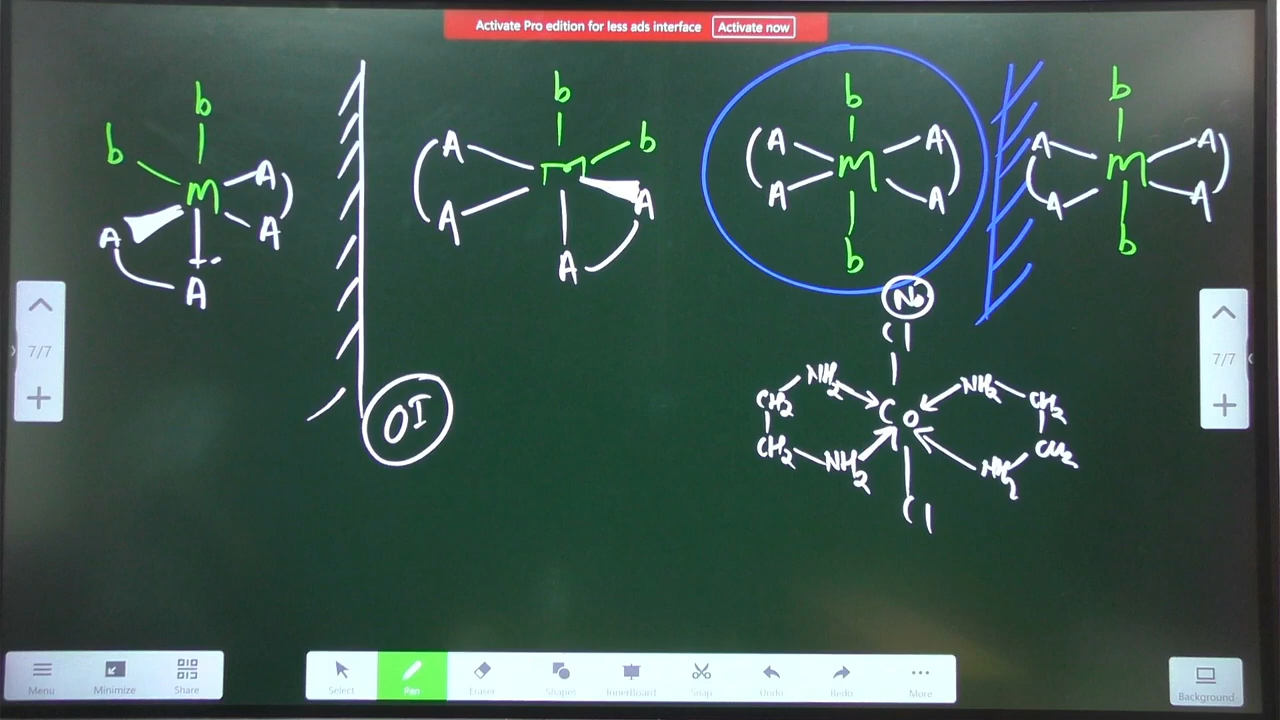 Activate Pro edition for less ads interface Activate now
b
b
M
A
A
A
A
b
A
M
b
A
A
A
b
A
A
M
A
A
b
b
A
A
M
A
A
b
No
OI
Cl
NH2
NH2
CH2
CH2
Co
CH2
NH2
NH2
CH2
Cl
7/7
7/7
Menu
Minimize
Share
Select
Pen
Eraser
Shapes
InnerBoard
Snap
Undo
Redo
More
Background